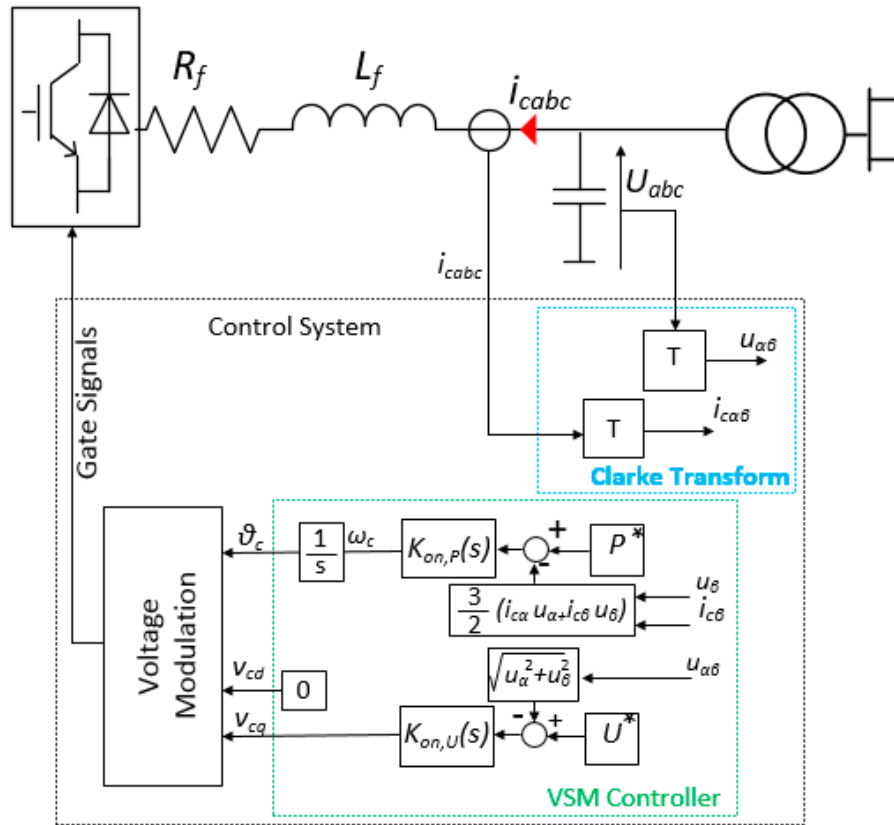 R_f
L_f
i_cabc
U_abc
i_cabc
Control System
T
u_αβ
T
i_cαβ
Clarke Transform
Gate Signals
Voltage Modulation
ϑ_c
1/s
ω_c
K_on,P(s)
+
-
P*
3/2 (i_cα u_α+i_cβ u_β)
u_β
i_cβ
√u_α²+u_β²
u_αβ
v_cd
0
v_cq
K_on,U(s)
-
+
U*
VSM Controller